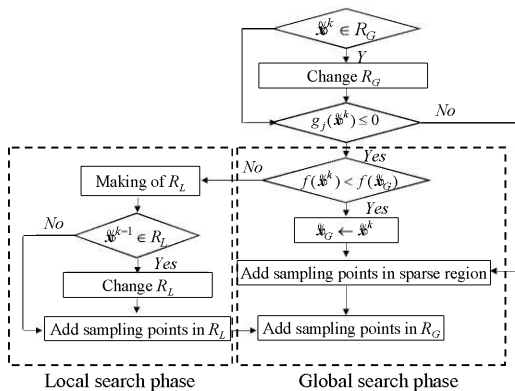 x̃^k ∈ R_G
Y
Change R_G
g_j(x̃^k) ≤ 0
No
Yes
No
f(x̃^k) < f(x̃_G)
Making of R_L
Yes
No
x̃^{k-1} ∈ R_L
x̃_G ← x̃^k
Yes
Add sampling points in sparse region
Change R_L
Add sampling points in R_L
Add sampling points in R_G
Local search phase
Global search phase